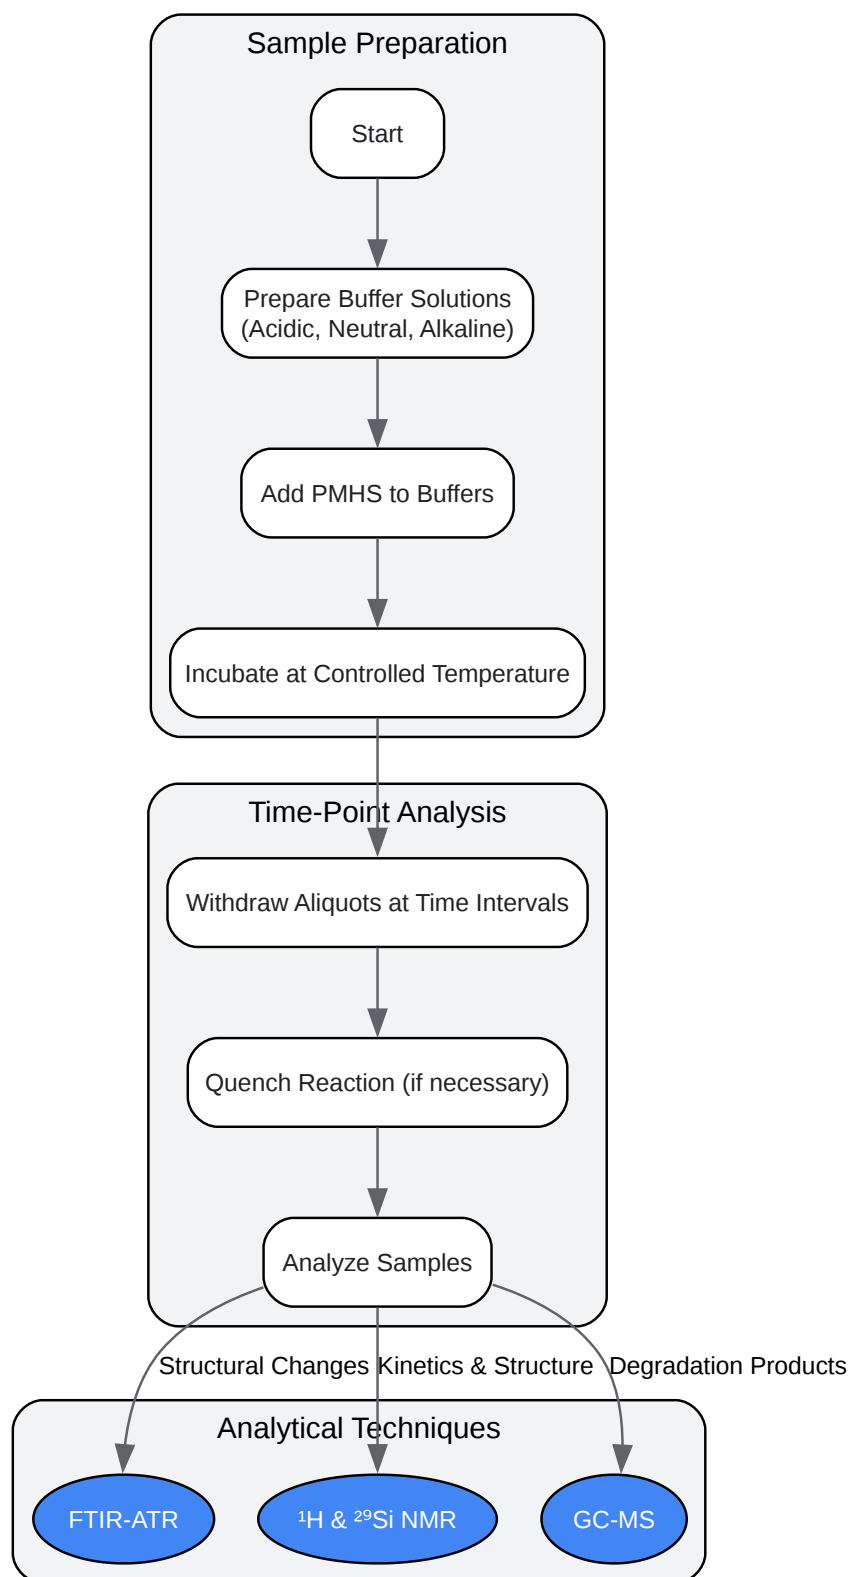 Sample Preparation
Start
Prepare Buffer Solutions
(Acidic, Neutral, Alkaline)
Add PMHS to Buffers
Incubate at Controlled Temperature
Time-Point Analysis
Withdraw Aliquots at Time Intervals
Quench Reaction (if necessary)
Analyze Samples
Structural Changes
Kinetics & Structure
Degradation Products
Analytical Techniques
FTIR-ATR
¹H & ²⁹Si NMR
GC-MS